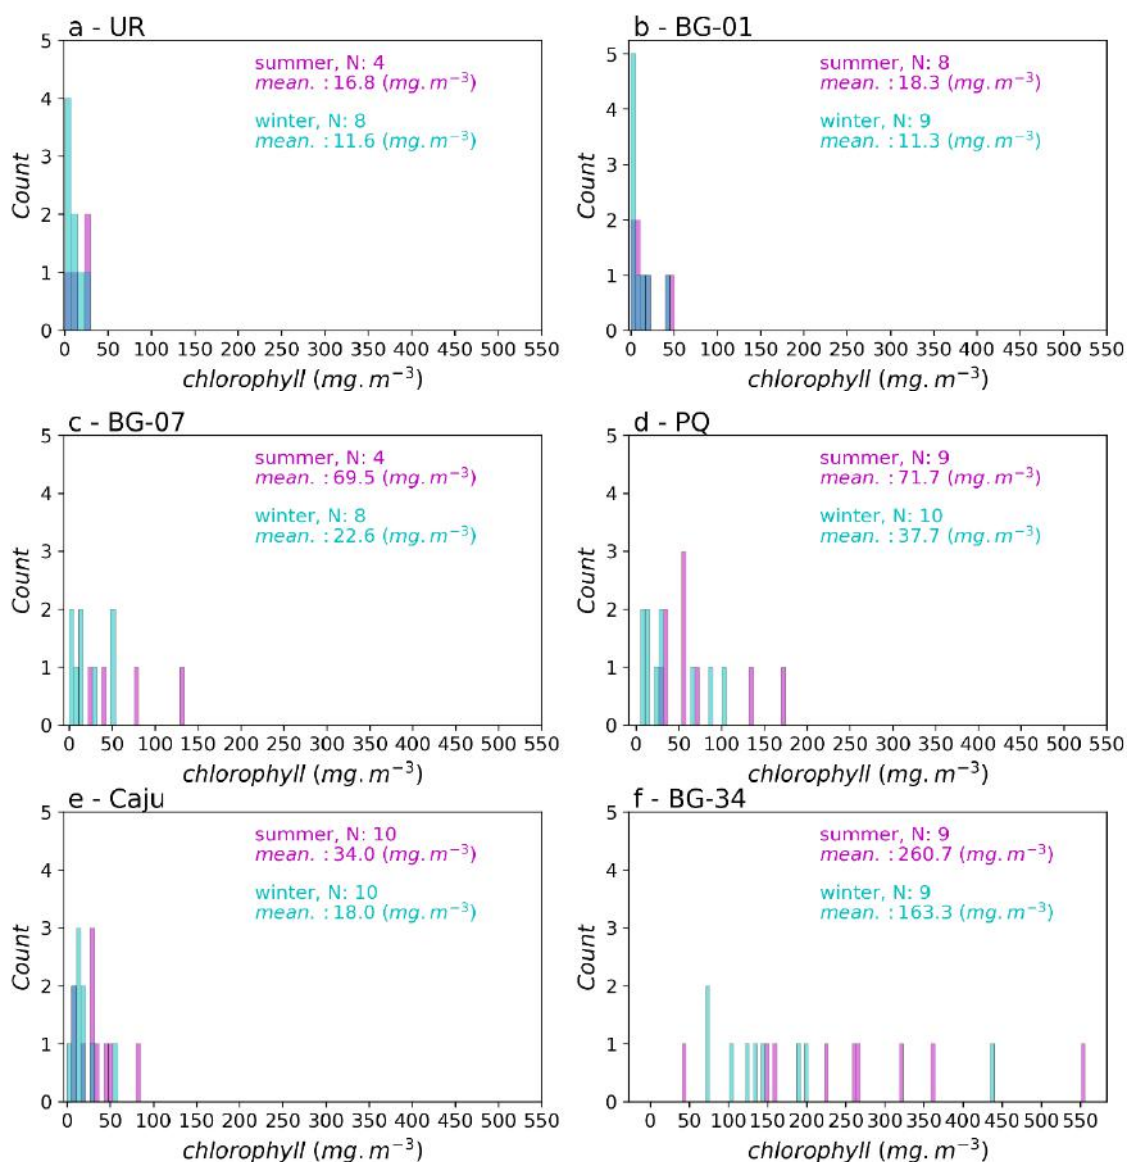 a - UR
5
4
3
2
1
0
Count
summer, N: 4
mean. : 16.8 (mg. m⁻³)
winter, N: 8
mean. : 11.6 (mg. m⁻³)
0 50 100 150 200 250 300 350 400 450 500 550
chlorophyll (mg. m⁻³)
b - BG-01
5
4
3
2
1
0
Count
summer, N: 8
mean. : 18.3 (mg. m⁻³)
winter, N: 9
mean. : 11.3 (mg. m⁻³)
0 50 100 150 200 250 300 350 400 450 500 550
chlorophyll (mg. m⁻³)
c - BG-07
5
4
3
2
1
0
Count
summer, N: 4
mean. : 69.5 (mg. m⁻³)
winter, N: 8
mean. : 22.6 (mg. m⁻³)
0 50 100 150 200 250 300 350 400 450 500 550
chlorophyll (mg. m⁻³)
d - PQ
5
4
3
2
1
0
Count
summer, N: 9
mean. : 71.7 (mg. m⁻³)
winter, N: 10
mean. : 37.7 (mg. m⁻³)
0 50 100 150 200 250 300 350 400 450 500 550
chlorophyll (mg. m⁻³)
e - Caju
5
4
3
2
1
0
Count
summer, N: 10
mean. : 34.0 (mg. m⁻³)
winter, N: 10
mean. : 18.0 (mg. m⁻³)
0 50 100 150 200 250 300 350 400 450 500 550
chlorophyll (mg. m⁻³)
f - BG-34
5
4
3
2
1
0
Count
summer, N: 9
mean. : 260.7 (mg. m⁻³)
winter, N: 9
mean. : 163.3 (mg. m⁻³)
0 50 100 150 200 250 300 350 400 450 500 550
chlorophyll (mg. m⁻³)